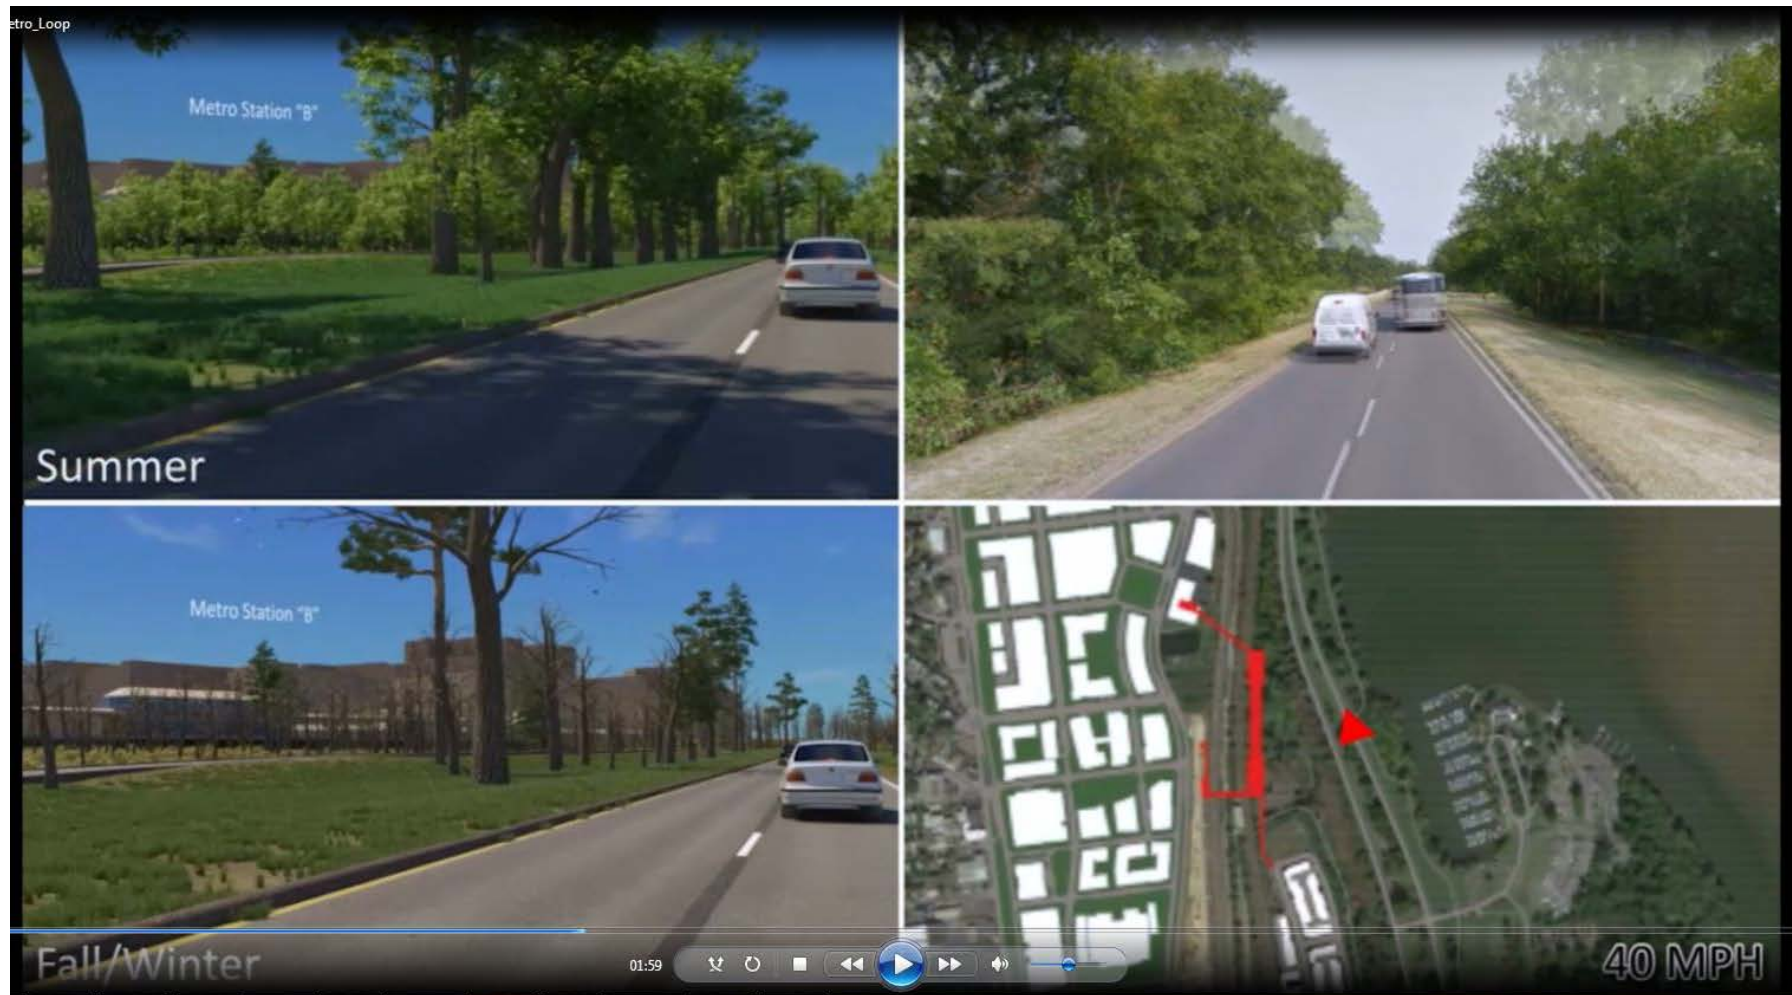 etro_Loop
Metro Station "B"
Summer
Metro Station "B"
Fall/Winter
01:59
40 MPH